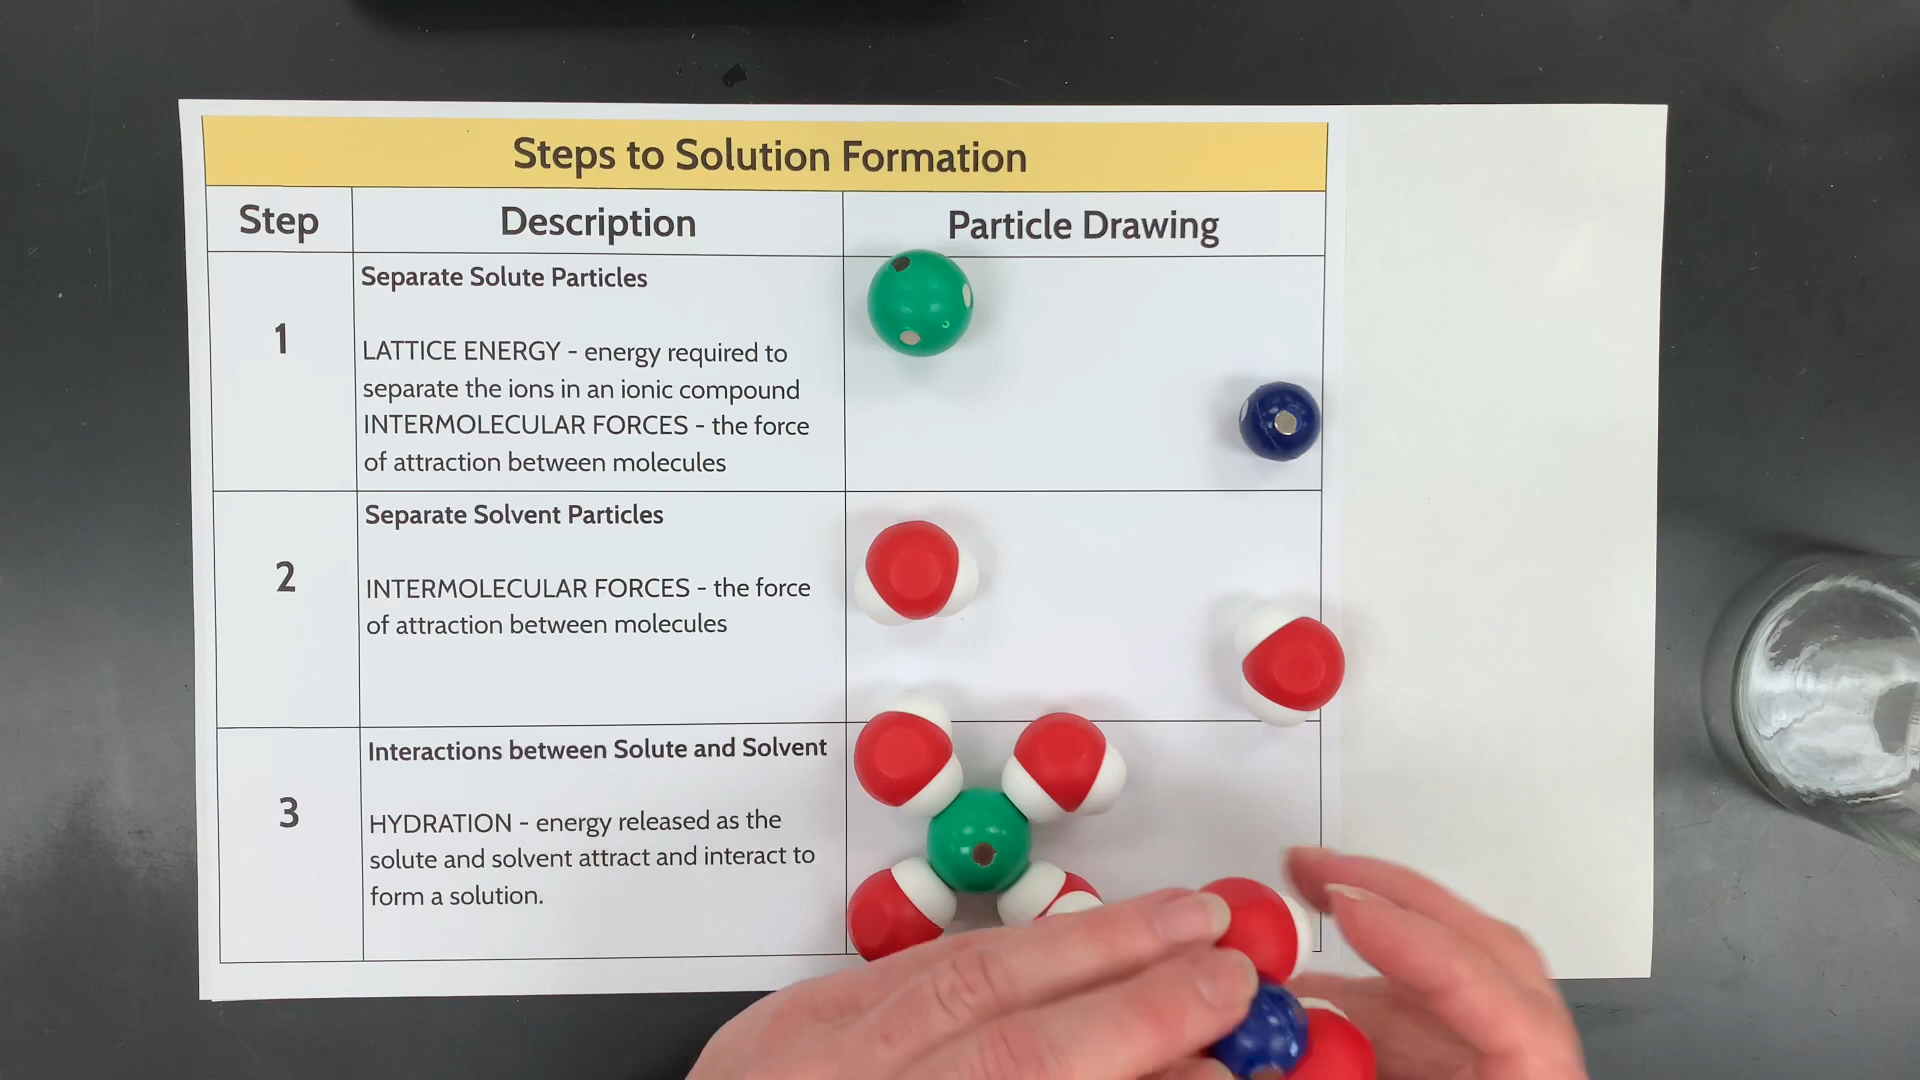 Steps to Solution Formation
Step
Description
Particle Drawing
1
Separate Solute Particles
LATTICE ENERGY - energy required to
separate the ions in an ionic compound
INTERMOLECULAR FORCES - the force
of attraction between molecules
2
Separate Solvent Particles
INTERMOLECULAR FORCES - the force
of attraction between molecules
3
Interactions between Solute and Solvent
HYDRATION - energy released as the
solute and solvent attract and interact to
form a solution.